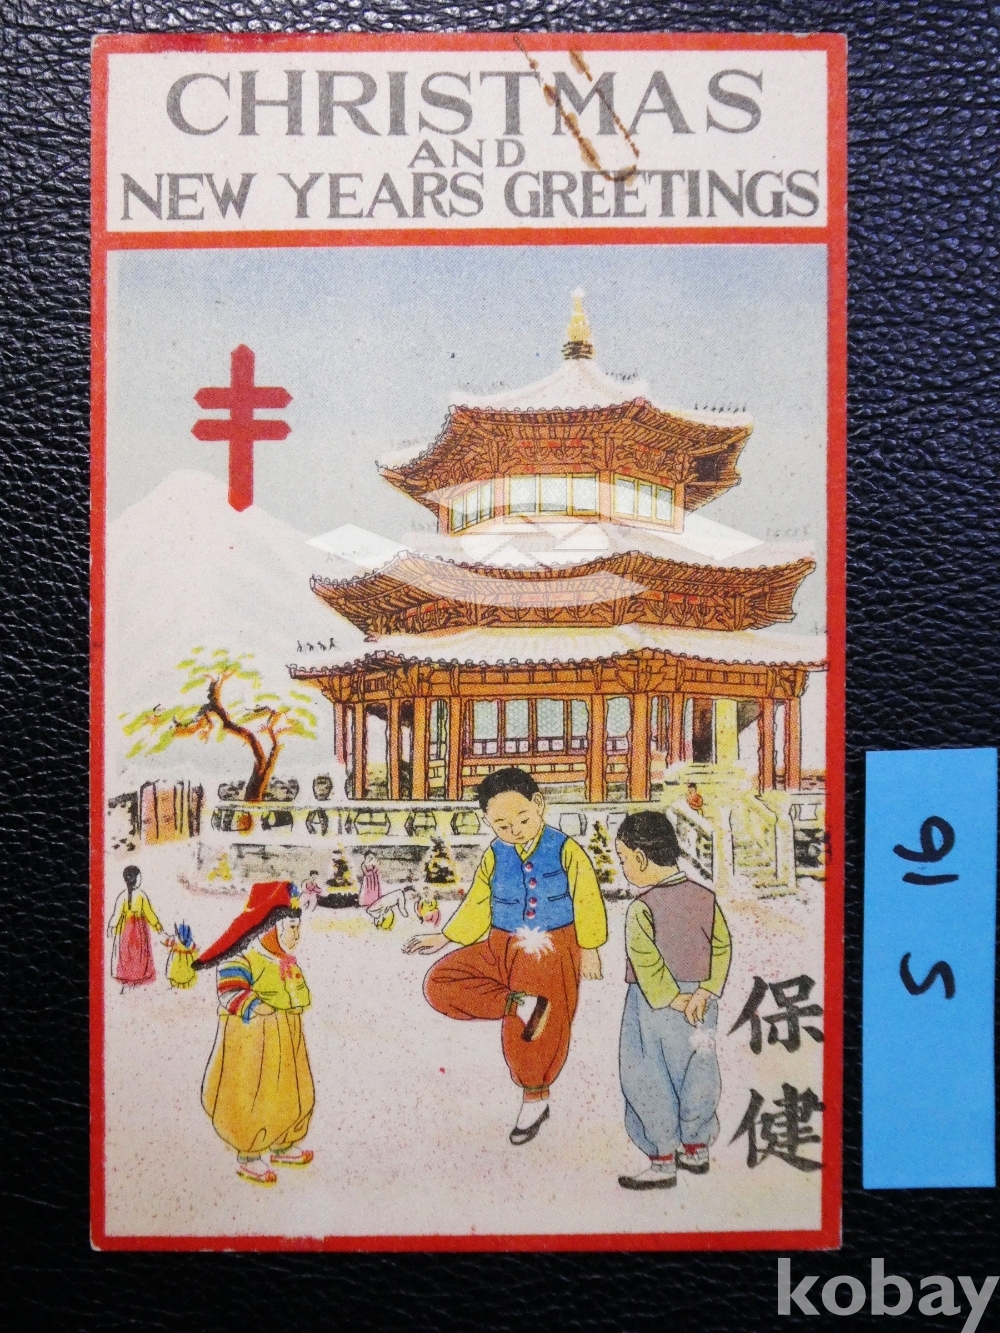 CHRISTMAS
AND
NEW YEARS GREETINGS
保
健
91 5
kobay